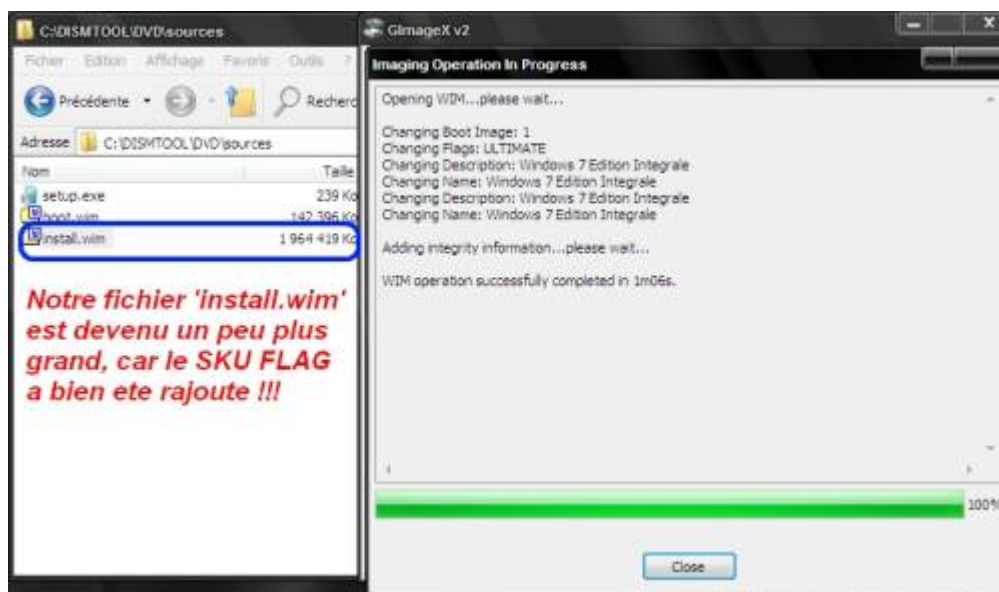 C:\DISMTOOL\DVD\sources
Fichier Edition Affichage Favoris Outils ?
Précédente
Recherc
Adresse C:\DISMTOOL\DVD\sources
Nom Taille
setup.exe 239 Ko
boot.wim 142 396 Ko
install.wim 1 964 419 Ko
Notre fichier 'install.wim'
est devenu un peu plus
grand, car le SKU FLAG
a bien ete rajoute !!!
GImageX v2
Imaging Operation In Progress
Opening WIM...please wait...
Changing Boot Image: 1
Changing Flags: ULTIMATE
Changing Description: Windows 7 Edition Integrale
Changing Name: Windows 7 Edition Integrale
Changing Description: Windows 7 Edition Integrale
Changing Name: Windows 7 Edition Integrale
Adding integrity information...please wait...
WIM operation successfully completed in 1m06s.
100%
Close